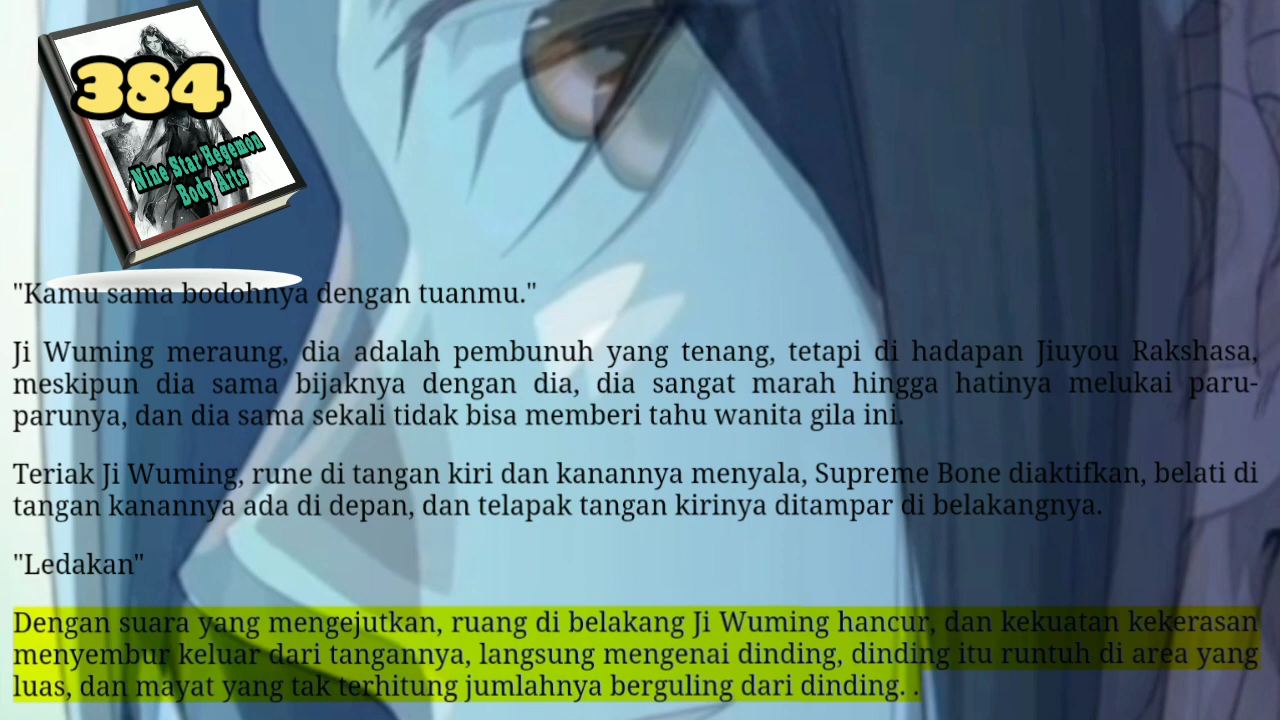 384
Nine Star Hegemon
Body Arts
"Kamu sama bodohnya dengan tuanmu."
Ji Wuming meraung, dia adalah pembunuh yang tenang, tetapi di hadapan Jiuyou Rakshasa,
meskipun dia sama bijaknya dengan dia, dia sangat marah hingga hatinya melukai paru-
parunya, dan dia sama sekali tidak bisa memberi tahu wanita gila ini.
Teriak Ji Wuming, rune di tangan kiri dan kanannya menyala, Supreme Bone diaktifkan, belati di
tangan kanannya ada di depan, dan telapak tangan kirinya ditampar di belakangnya.
"Ledakan"
Dengan suara yang mengejutkan, ruang di belakang Ji Wuming hancur, dan kekuatan kekerasan
menyembur keluar dari tangannya, langsung mengenai dinding, dinding itu runtuh di area yang
luas, dan mayat yang tak terhitung jumlahnya berguling dari dinding. .